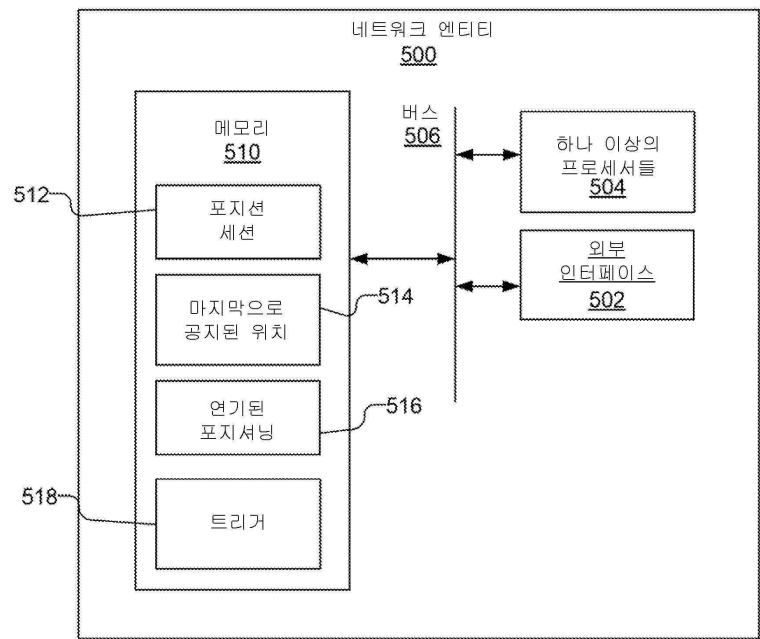 네트워크 엔티티
500
메모리
510
버스
506
하나 이상의
프로세서들
504
512
포지션
세션
외부
인터페이스
502
마지막으로
공지된 위치
514
연기된
포지셔닝
516
518
트리거